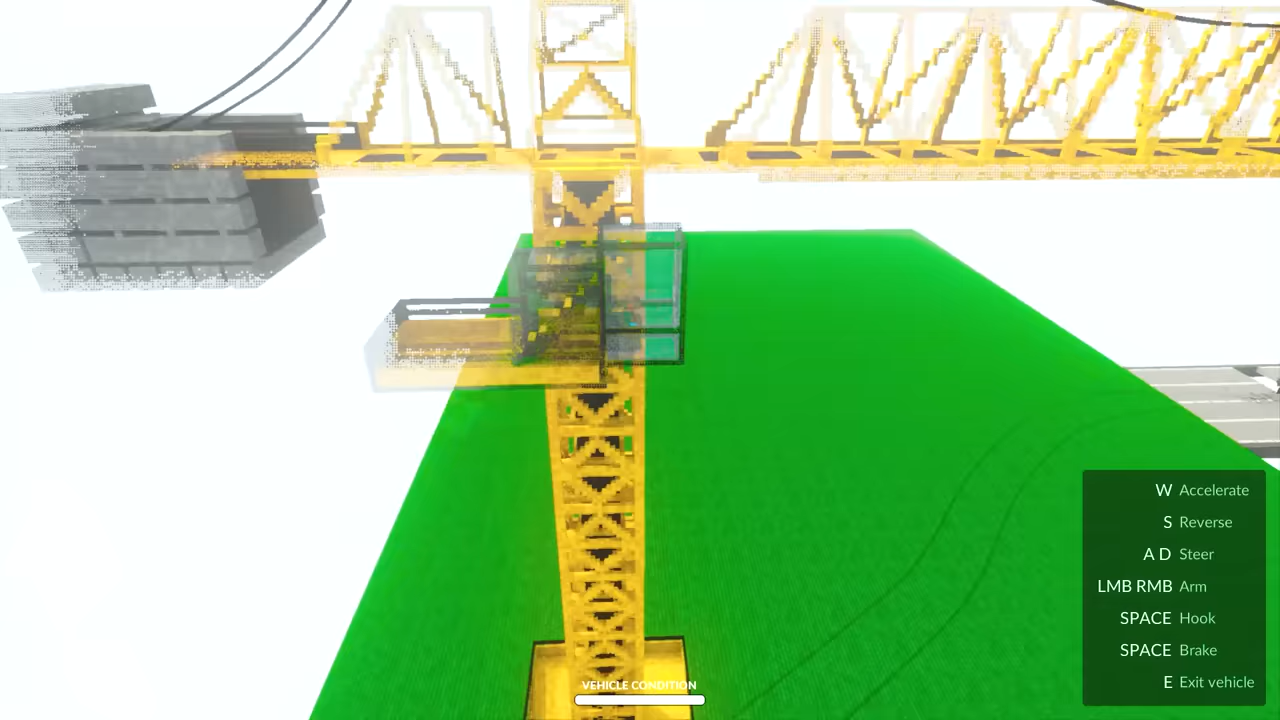 W Accelerate
S Reverse
A D Steer
LMB RMB Arm
SPACE Hook
SPACE Brake
E Exit vehicle
VEHICLE CONDITION